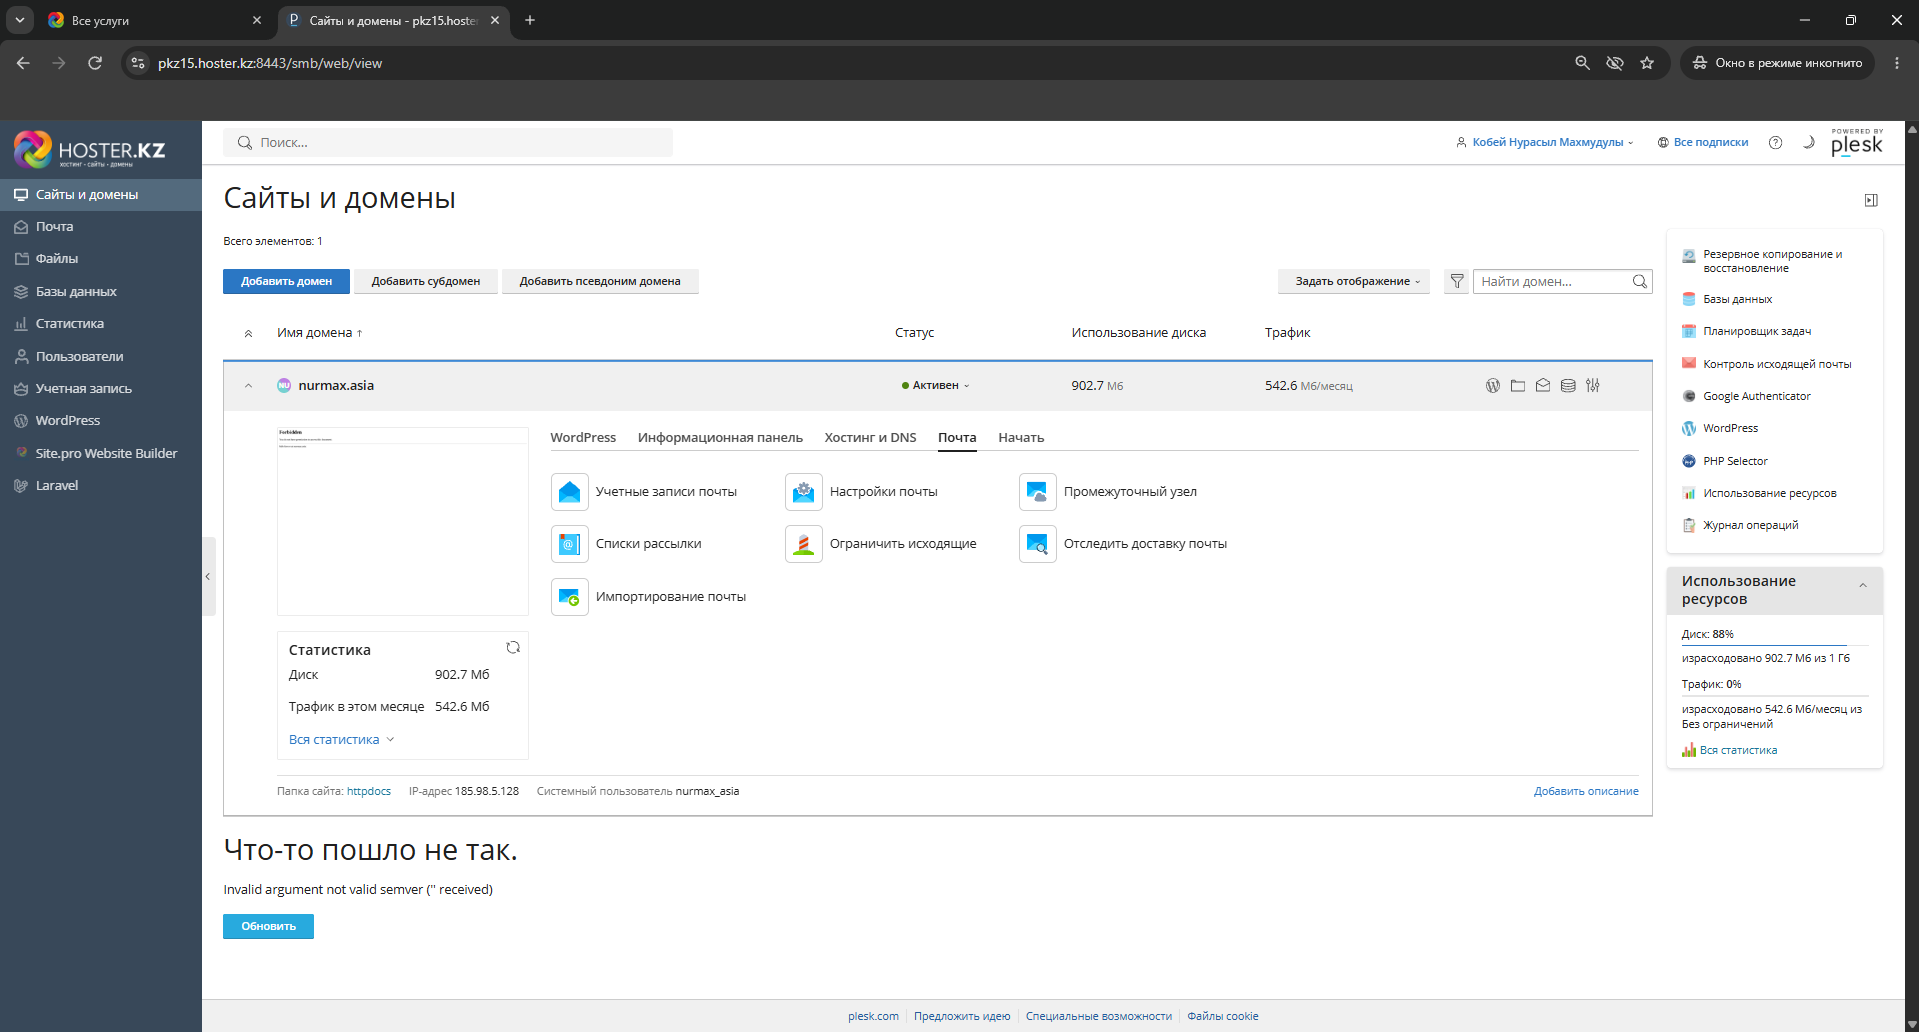 Все услуги
Сайты и домены - pkz15.hoster
pkz15.hoster.kz:8443/smb/web/view
Окно в режиме инкогнито
HOSTER.KZ
хостинг - сайты - домены
Сайты и домены
Почта
Файлы
Базы данных
Статистика
Пользователи
Учетная запись
WordPress
Site.pro Website Builder
Laravel
Поиск...
Кобей Нурасыл Махмудулы
Все подписки
POWERED BY
plesk
Сайты и домены
Всего элементов: 1
Добавить домен
Добавить субдомен
Добавить псевдоним домена
Задать отображение
Найти домен...
Имя домена ↑
Статус
Использование диска
Трафик
NU
nurmax.asia
Активен
902.7 Мб
542.6 Мб/месяц
Forbidden
WordPress
Информационная панель
Хостинг и DNS
Почта
Начать
Учетные записи почты
Настройки почты
Промежуточный узел
Списки рассылки
Ограничить исходящие
Отследить доставку почты
Импортирование почты
Статистика
Диск 902.7 Мб
Трафик в этом месяце 542.6 Мб
Вся статистика
Папка сайта: httpdocs
IP-адрес 185.98.5.128
Системный пользователь nurmax_asia
Добавить описание
Что-то пошло не так.
Invalid argument not valid semver ('' received)
Обновить
Резервное копирование и
восстановление
Базы данных
Планировщик задач
Контроль исходящей почты
Google Authenticator
WordPress
PHP Selector
Использование ресурсов
Журнал операций
Использование
ресурсов
Диск: 88%
израсходовано 902.7 Мб из 1 Гб
Трафик: 0%
израсходовано 542.6 Мб/месяц из
Без ограничений
Вся статистика
plesk.com
Предложить идею
Специальные возможности
Файлы cookie